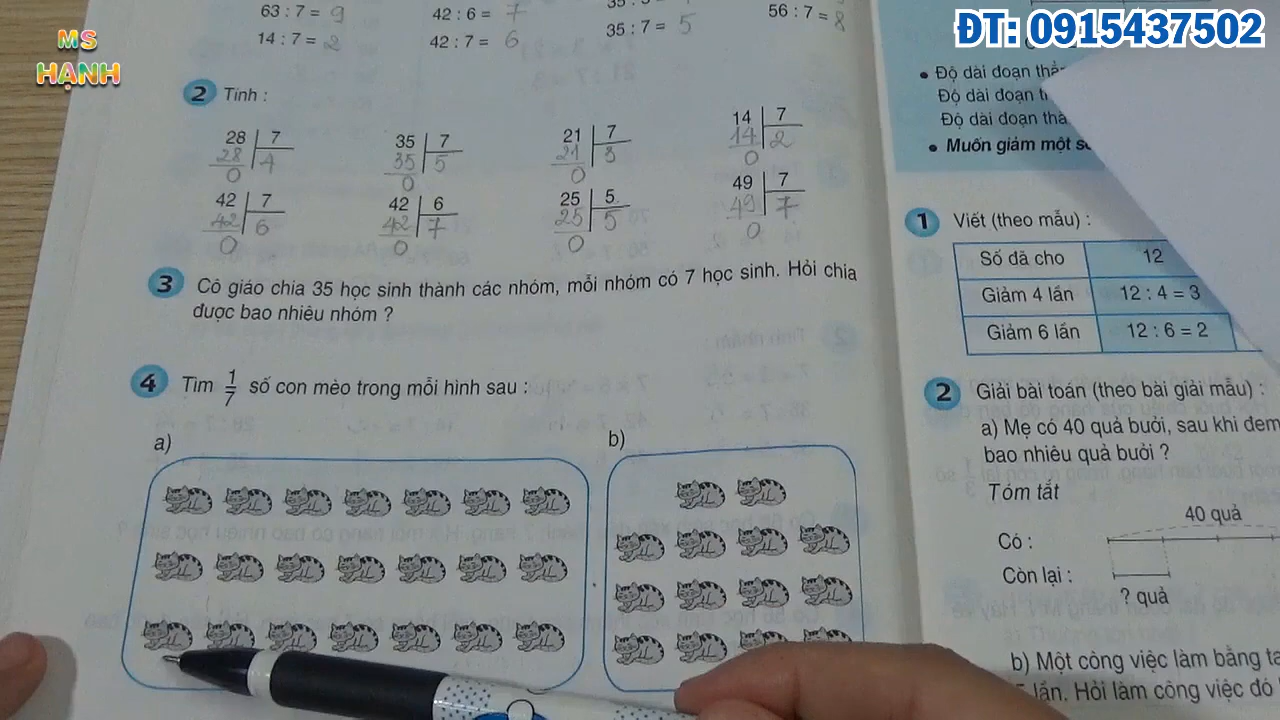 MS
HẠNH
ĐT: 0915437502
63 : 7 = 9
42 : 6 = 7
56 : 7 = 8
14 : 7 = 2
42 : 7 = 6
35 : 7 = 5
2 Tính :
28 7
28 4
0
35 7
35 5
0
21 7
21 3
0
14 7
14 2
0
42 7
42 6
0
42 6
42 7
0
25 5
25 5
0
49 7
49 7
0
3 Cô giáo chia 35 học sinh thành các nhóm, mỗi nhóm có 7 học sinh. Hỏi chia
được bao nhiêu nhóm ?
4 Tìm 1/7 số con mèo trong mỗi hình sau :
a)
b)
• Độ dài đoạn
Độ dài đoạn
Độ dài đoạn
• Muốn giảm một
1 Viết (theo mẫu) :
Số đã cho 12
Giảm 4 lần 12 : 4 = 3
Giảm 6 lần 12 : 6 = 2
2 Giải bài toán (theo bài giải mẫu) :
a) Mẹ có 40 quả bưởi, sau khi đem
bao nhiêu quả bưởi ?
Tóm tắt
40 quả
Có :
Còn lại :
? quả
b) Một công việc làm bằng
lần. Hỏi làm công việc đó